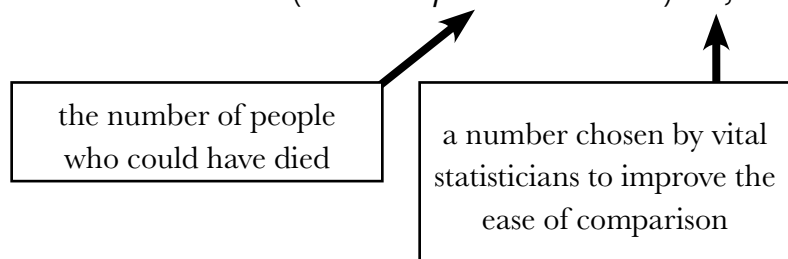 the number of people
who could have died
a number chosen by vital
statisticians to improve the
ease of comparison